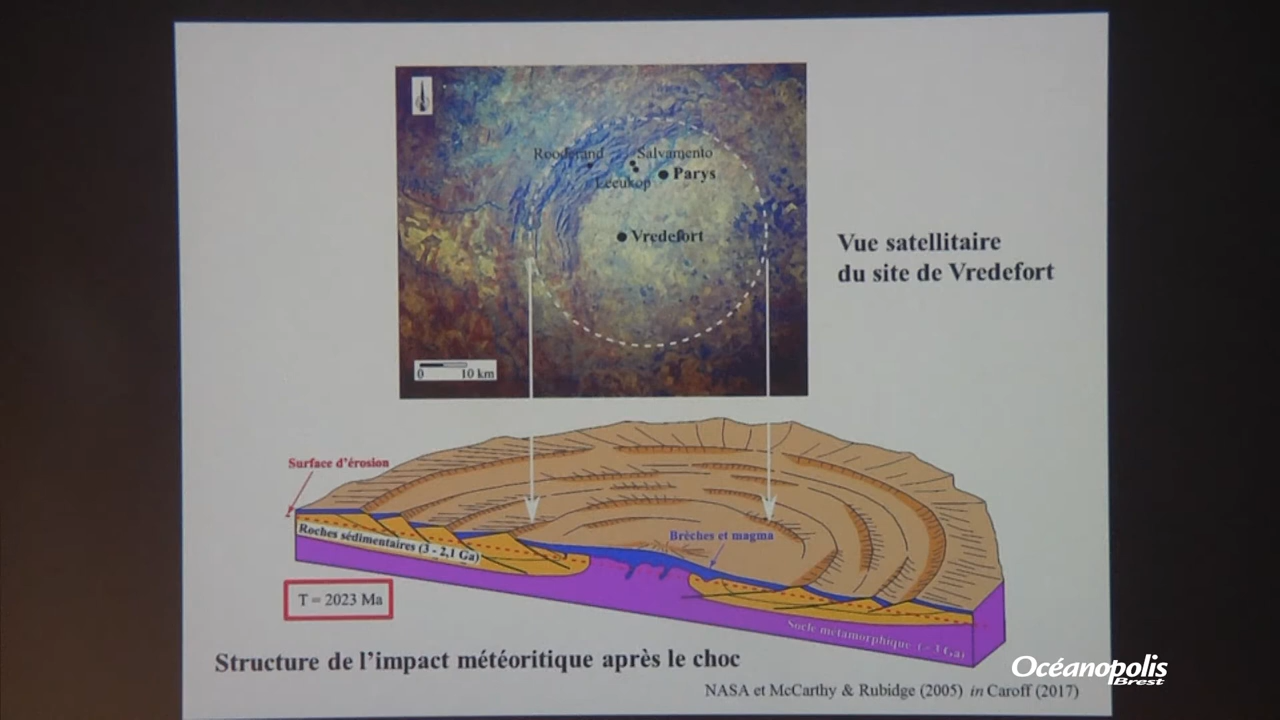 Rooderand
Salvamento
Leeukop
Parys
Vredefort
Vue satellitaire
du site de Vredefort
0 10 km
Surface d'érosion
Brèches et magma
Roches sédimentaires (3 - 2,1 Ga)
T = 2023 Ma
Socle métamorphique (> 3 Ga)
Structure de l'impact météoritique après le choc
Océanopolis
Brest
NASA et McCarthy & Rubidge (2005) in Caroff (2017)